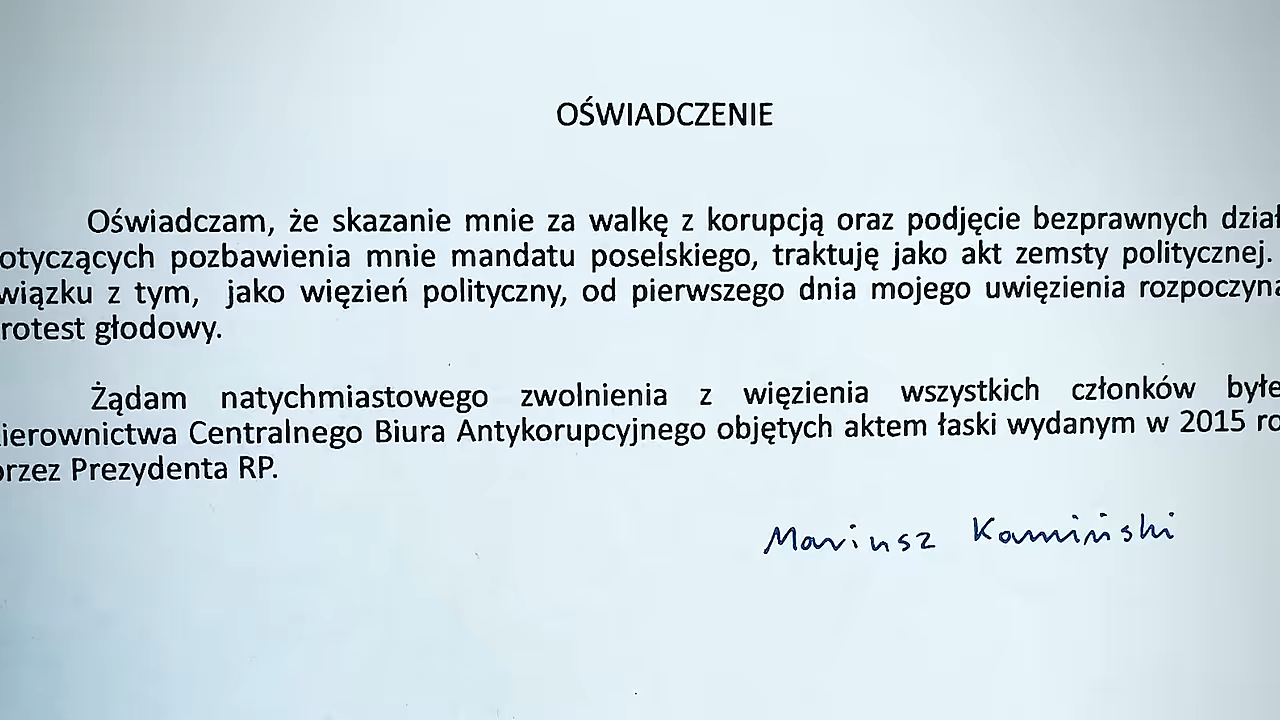 OŚWIADCZENIE
Oświadczam, że skazanie mnie za walkę z korupcją oraz podjęcie bezprawnych dział
otyczących pozbawienia mnie mandatu poselskiego, traktuję jako akt zemsty politycznej.
wiązku z tym, jako więzień polityczny, od pierwszego dnia mojego uwięzienia rozpoczyna
rotest głodowy.
Żądam natychmiastowego zwolnienia z więzienia wszystkich członków byłe
ierownictwa Centralnego Biura Antykorupcyjnego objętych aktem łaski wydanym w 2015 ro
przez Prezydenta RP.
Mariusz Kamiński